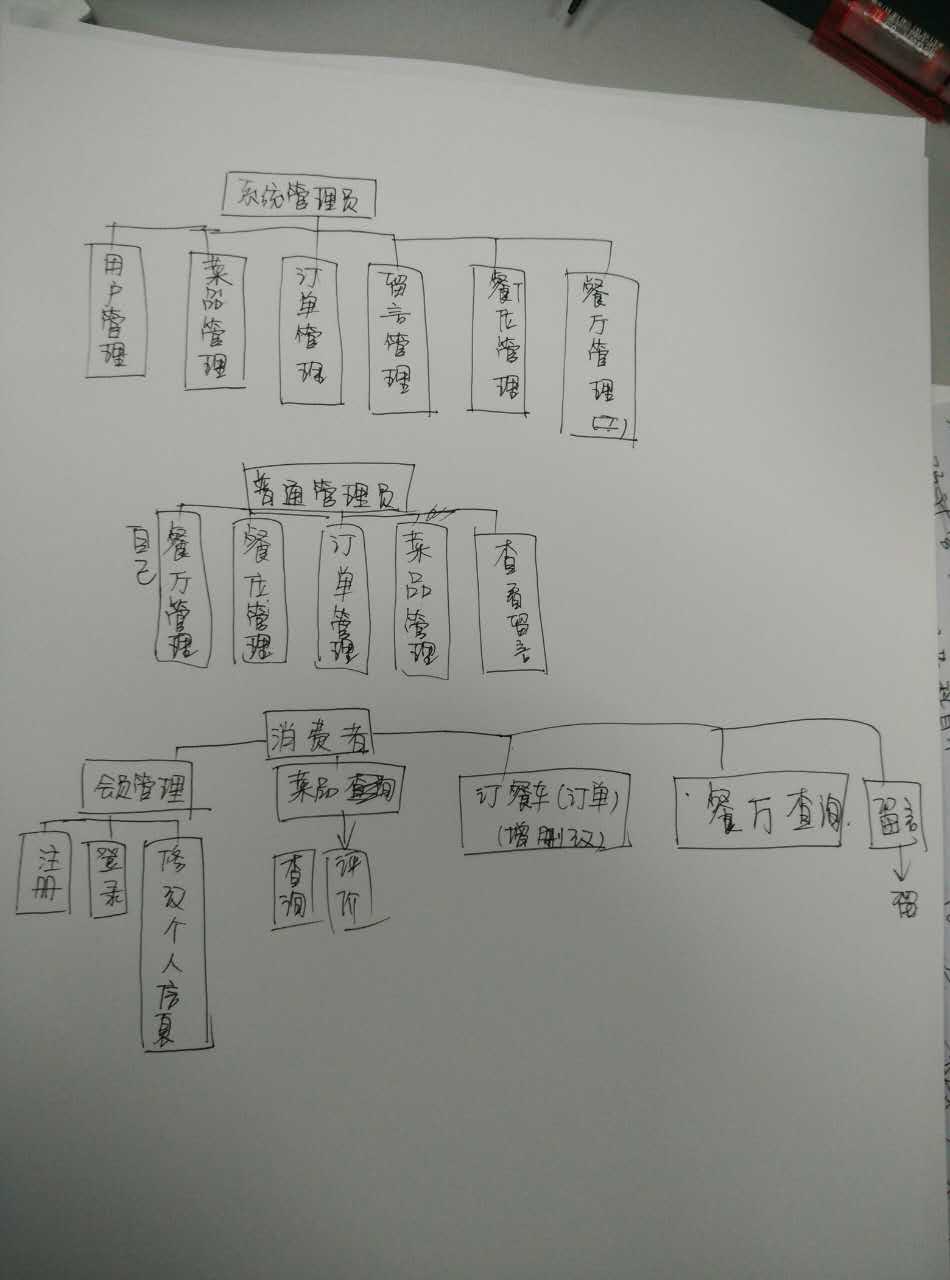 系统管理员
用户管理
菜品管理
订单管理
留言管理
餐位管理
餐厅管理
普通管理员
自己
餐厅管理
餐位管理
订单管理
菜品管理
查看留言
消费者
会员管理
菜品查询
订餐车(订单)
(增删改)
餐厅查询
留言
注册
登录
修改个人信息
查询
评价
留